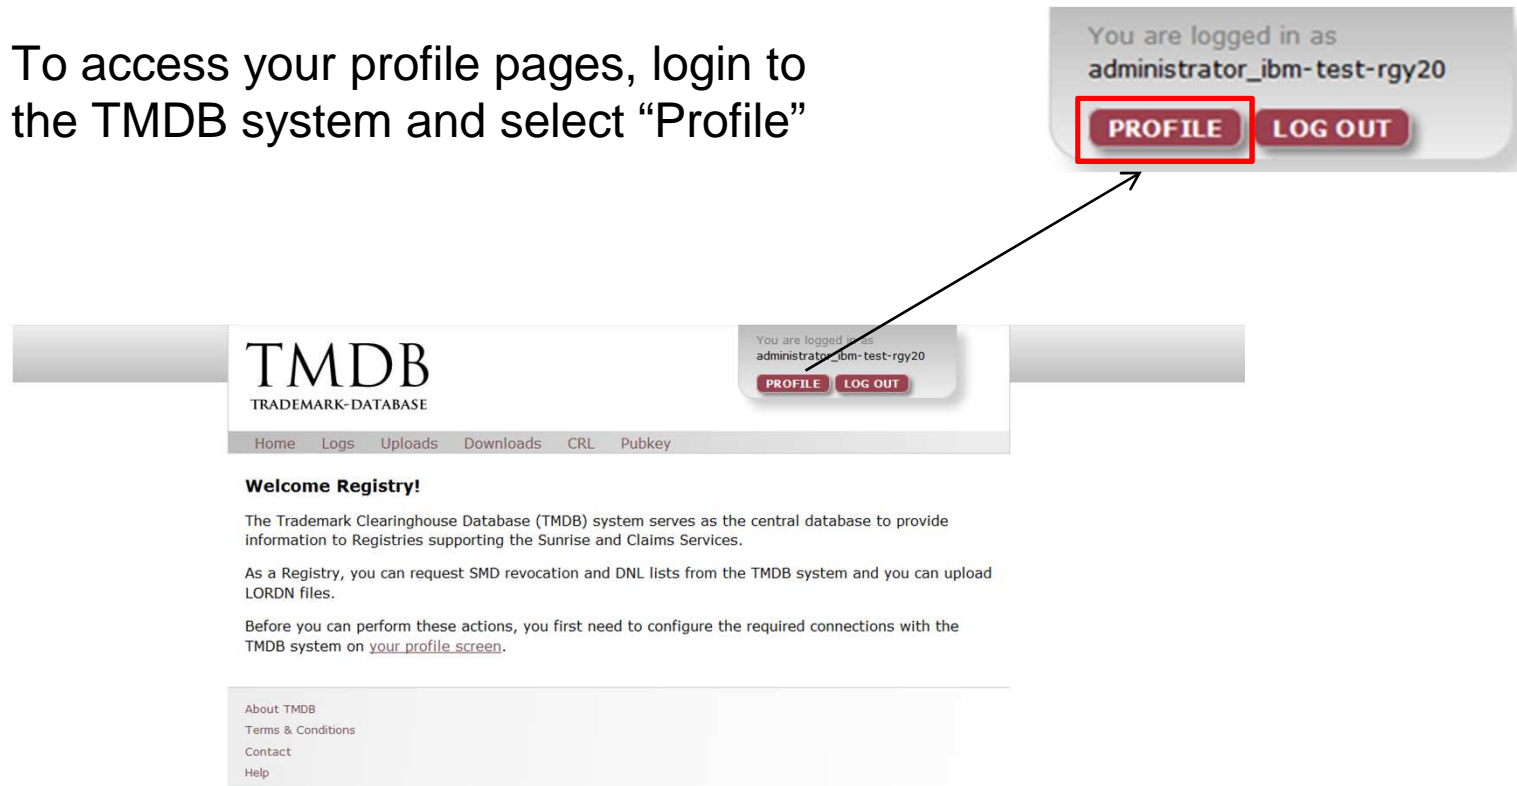 To access your profile pages, login to
the TMDB system and select “Profile”
You are logged in as
administrator_ibm-test-rgy20
PROFILE LOG OUT
TMDB
TRADEMARK-DATABASE
You are logged in as
administrator_ibm-test-rgy20
PROFILE LOG OUT
Home Logs Uploads Downloads CRL Pubkey
Welcome Registry!
The Trademark Clearinghouse Database (TMDB) system serves as the central database to provide
information to Registries supporting the Sunrise and Claims Services.
As a Registry, you can request SMD revocation and DNL lists from the TMDB system and you can upload
LORDN files.
Before you can perform these actions, you first need to configure the required connections with the
TMDB system on your profile screen.
About TMDB
Terms & Conditions
Contact
Help